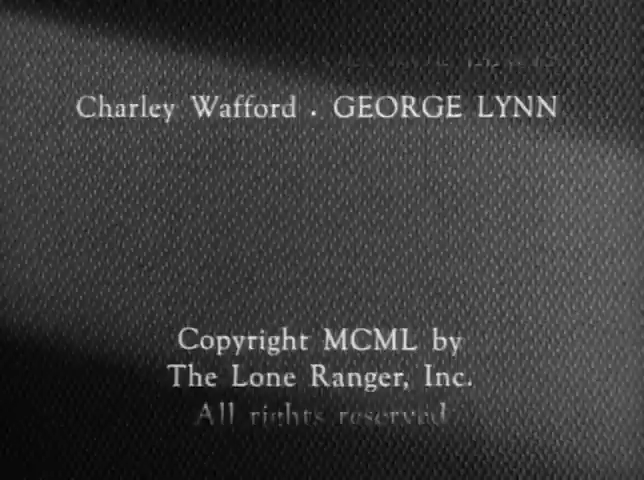 Charley Wafford . GEORGE LYNN
Copyright MCML by
The Lone Ranger, Inc.
All rights reserved